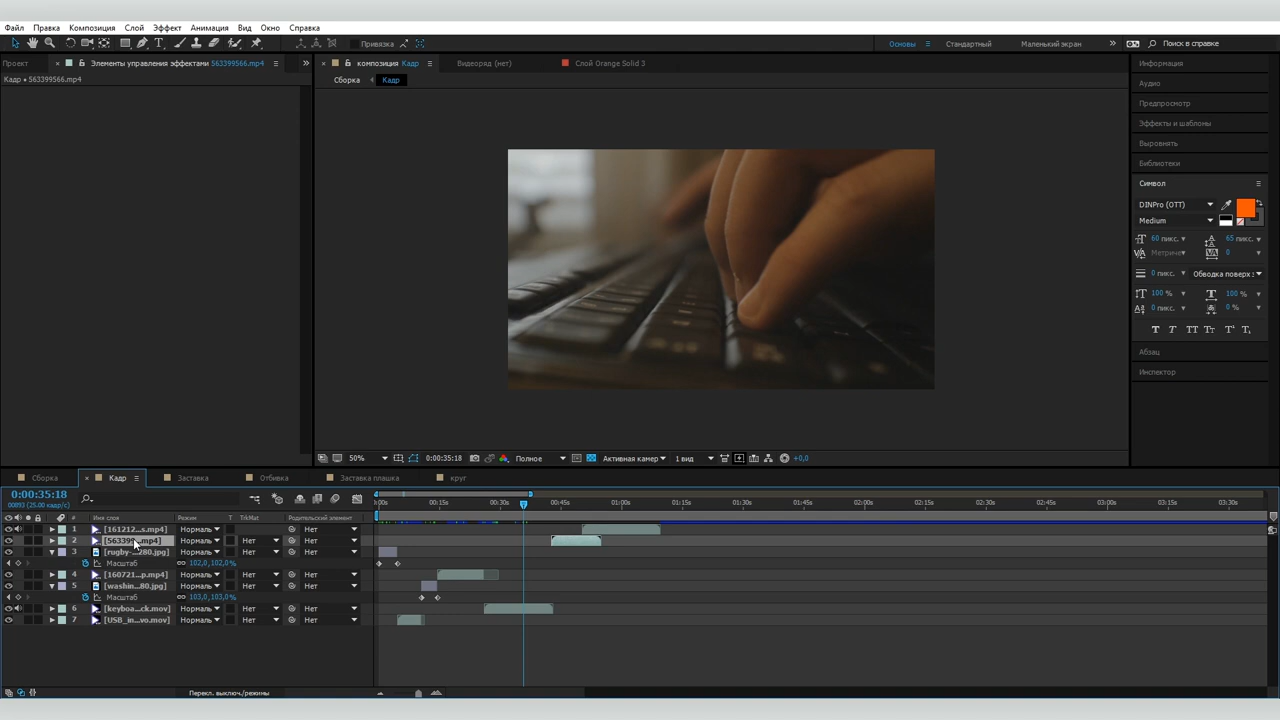 Файл Правка Композиция Слой Эффект Анимация Вид Окно Справка
Привязка
Основы Стандартный Маленький экран Поиск в справке
Проект Элементы управления эффектами 563399566.mp4
Кадр • 563399566.mp4
композиция Кадр Видеоряд (нет) Слой Orange Solid 3
Сборка Кадр
Информация
Аудио
Предпросмотр
Эффекты и шаблоны
Выровнять
Библиотеки
Символ
DINPro (OTT)
Medium
60 пикс. 65 пикс.
Метриче 0
0 пикс. Обводка поверх :
100 % 100 %
0 пикс. 0 %
Абзац
Инспектор
50% 0:00:35:18 Полное Активная камер 1 вид +0,0
Сборка Кадр Заставка Отбивка Заставка плашка круг
0:00:35:18
00893 (25.00 кадр/с)
# Имя слоя Режим T TrkMat Родительский элемент
:00s 00:15s 00:30s 00:45s 01:00s 01:15s 01:30s 01:45s 02:00s 02:15s 02:30s 02:45s 03:00s 03:15s 03:30s
1 [161212...s.mp4] Нормаль Нет
2 [563399...mp4] Нормаль Нет Нет
3 [rugby-...280.jpg] Нормаль Нет Нет
Масштаб 102,0,102,0%
4 [160721...p.mp4] Нормаль Нет Нет
5 [washin...80.jpg] Нормаль Нет Нет
Масштаб 103,0,103,0%
6 [keyboa...ck.mov] Нормаль Нет Нет
7 [USB_in...vo.mov] Нормаль Нет Нет
Перекл. выключ./режимы